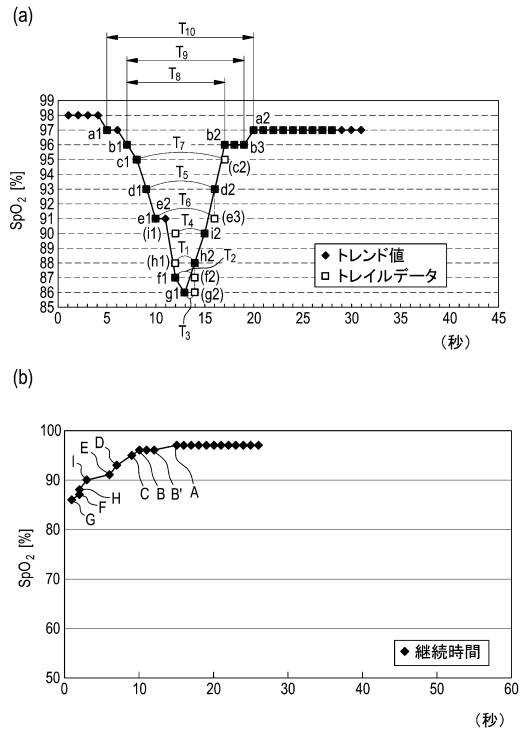 (a)
T10
T9
T8
SpO2 [%]
99
98
97
96
95
94
93
92
91
90
89
88
87
86
85
a1
a2
b1
b2
b3
T7
c1
(c2)
T5
d1
d2
e2
T6
e1
(e3)
(i1)
T4
i2
T1
T2
(h1)
h2
f1
(f2)
g1
(g2)
T3
トレンド値
トレイルデータ
0 5 10 15 20 25 30 35 40 45
(秒)
(b)
SpO2 [%]
100
90
80
70
60
50
D
E
I
C
B
B'
A
H
F
G
継続時間
0 10 20 30 40 50 60
(秒)